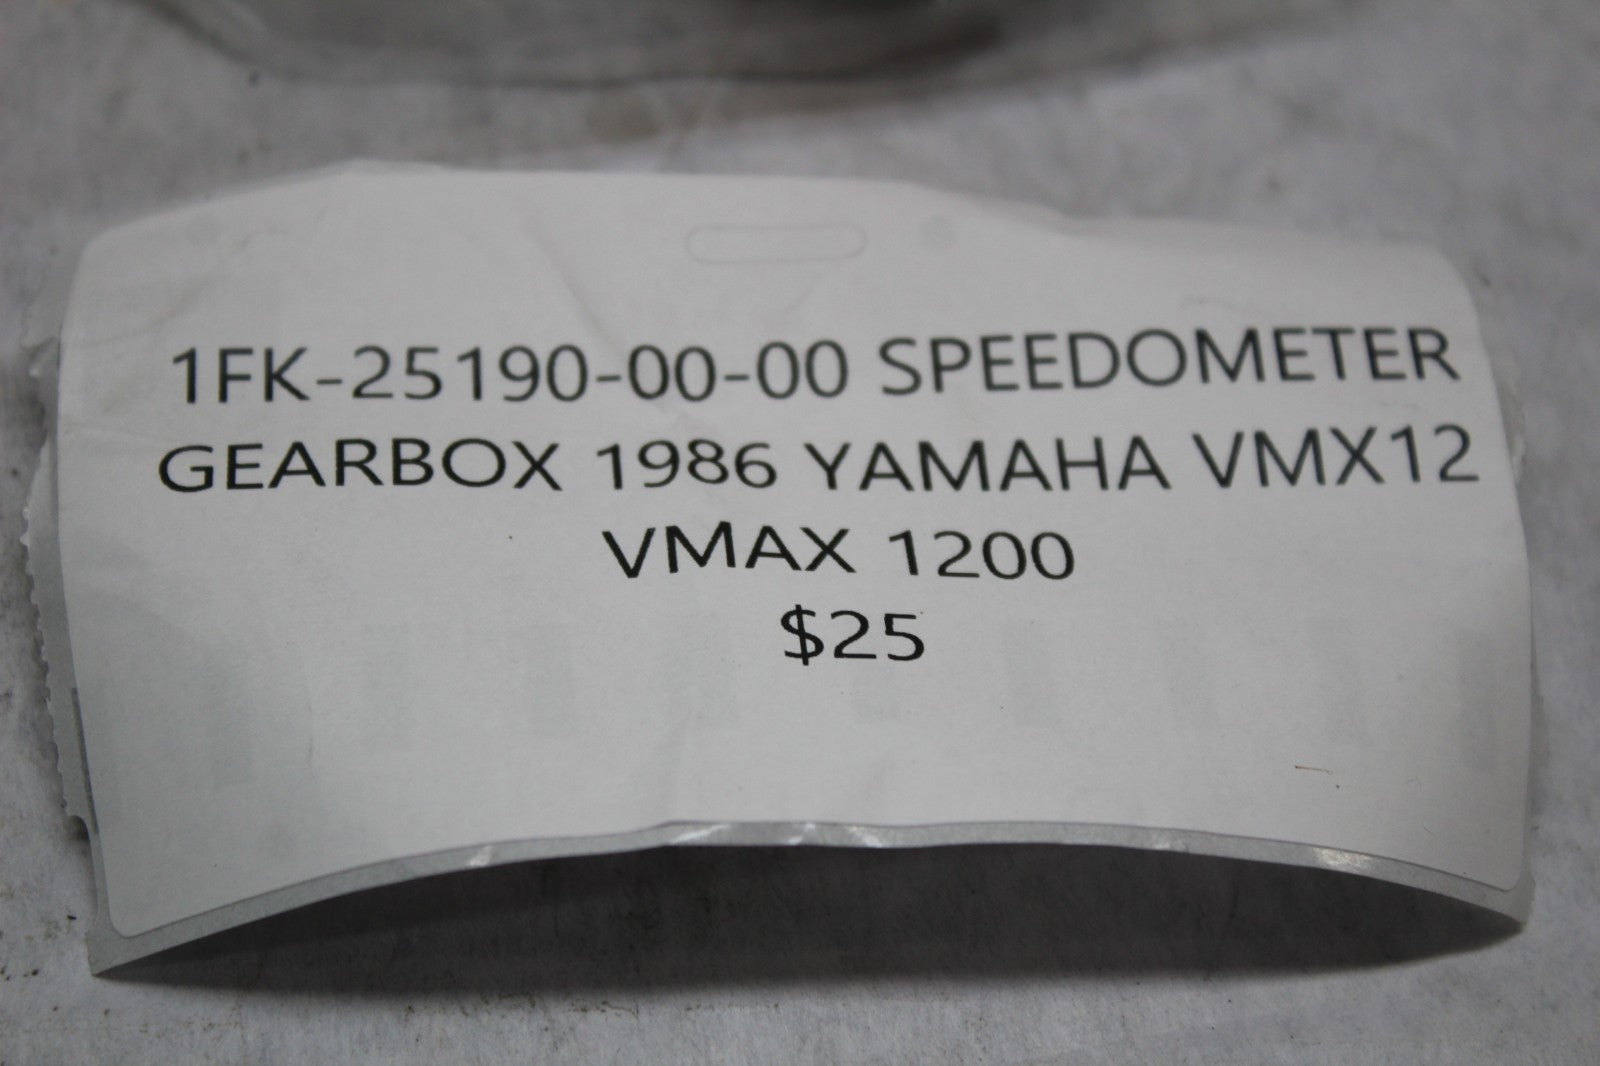 1FK-25190-00-00 SPEEDOMETER
GEARBOX 1986 YAMAHA VMX12
VMAX 1200
$25